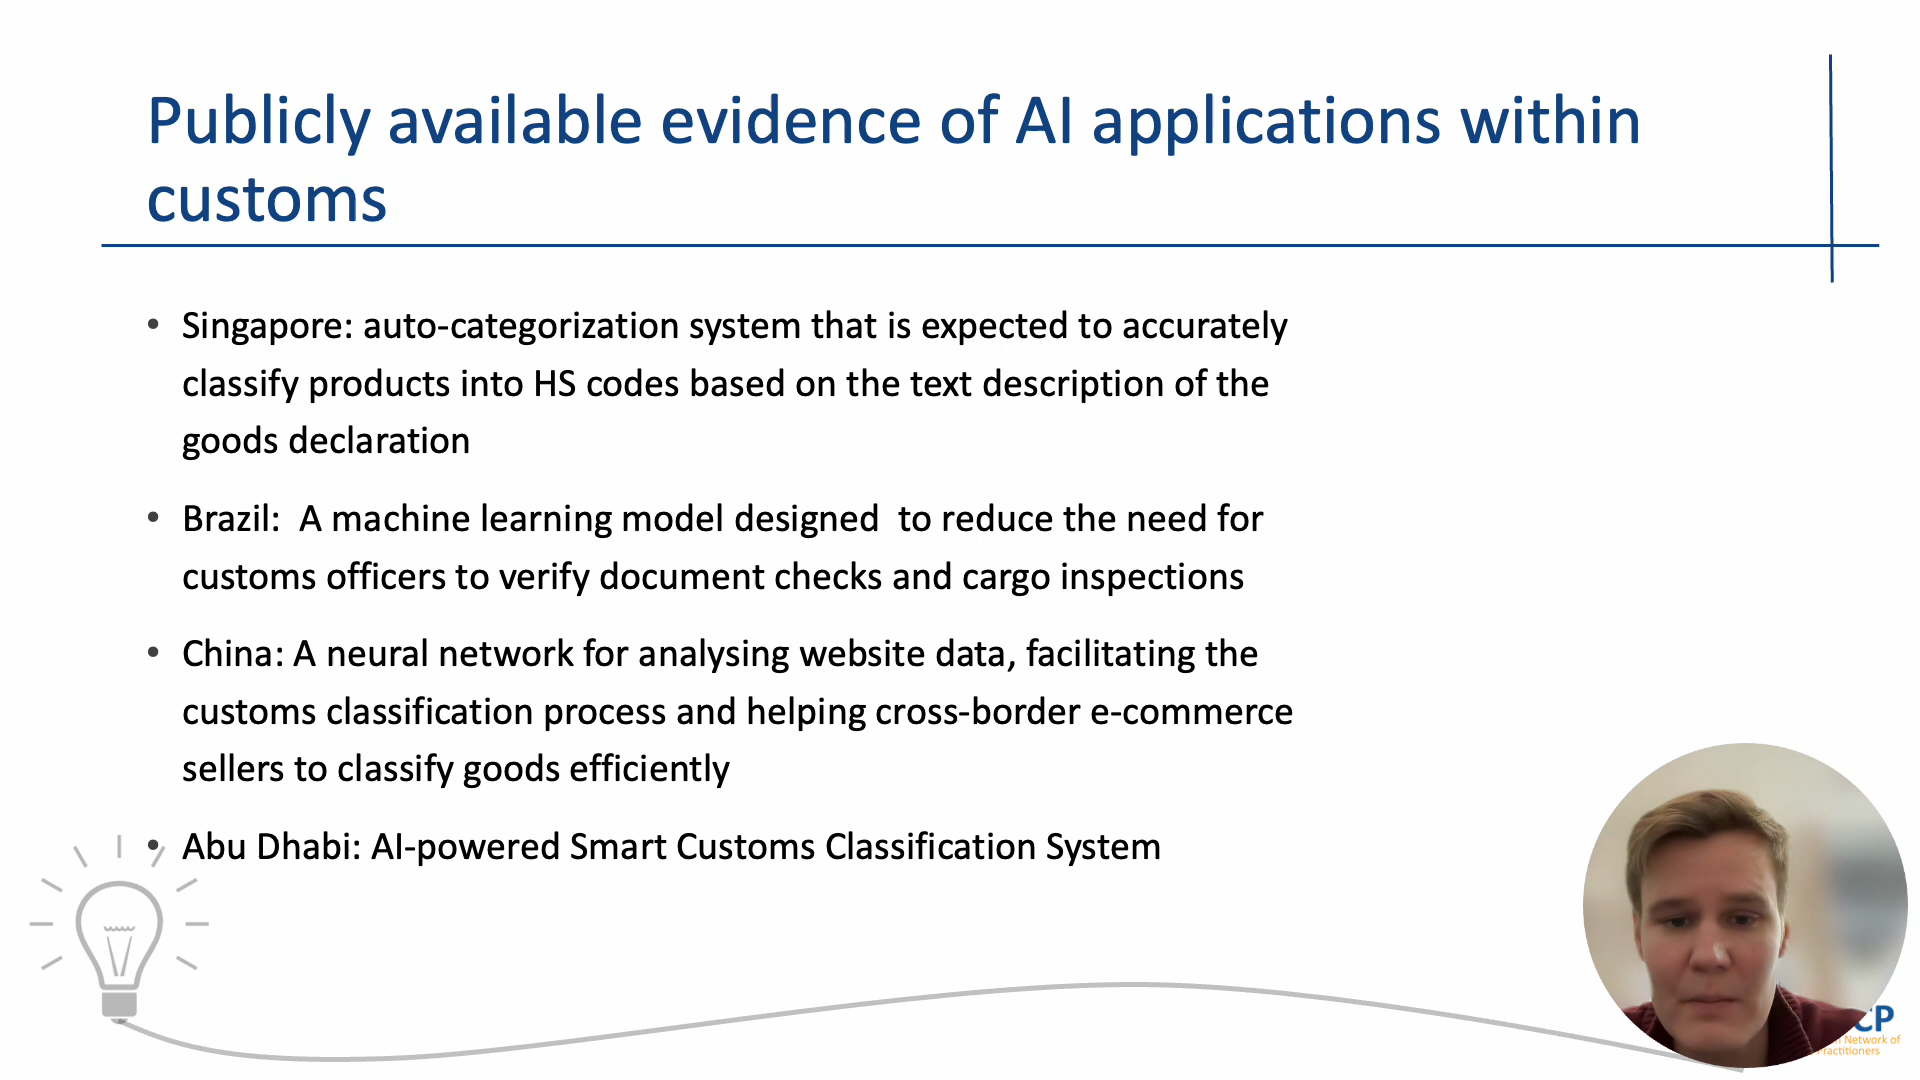 Publicly available evidence of AI applications within
customs
• Singapore: auto-categorization system that is expected to accurately
classify products into HS codes based on the text description of the
goods declaration
• Brazil:  A machine learning model designed  to reduce the need for
customs officers to verify document checks and cargo inspections
• China: A neural network for analysing website data, facilitating the
customs classification process and helping cross-border e-commerce
sellers to classify goods efficiently
• Abu Dhabi: AI-powered Smart Customs Classification System
CP
Network of
Practitioners